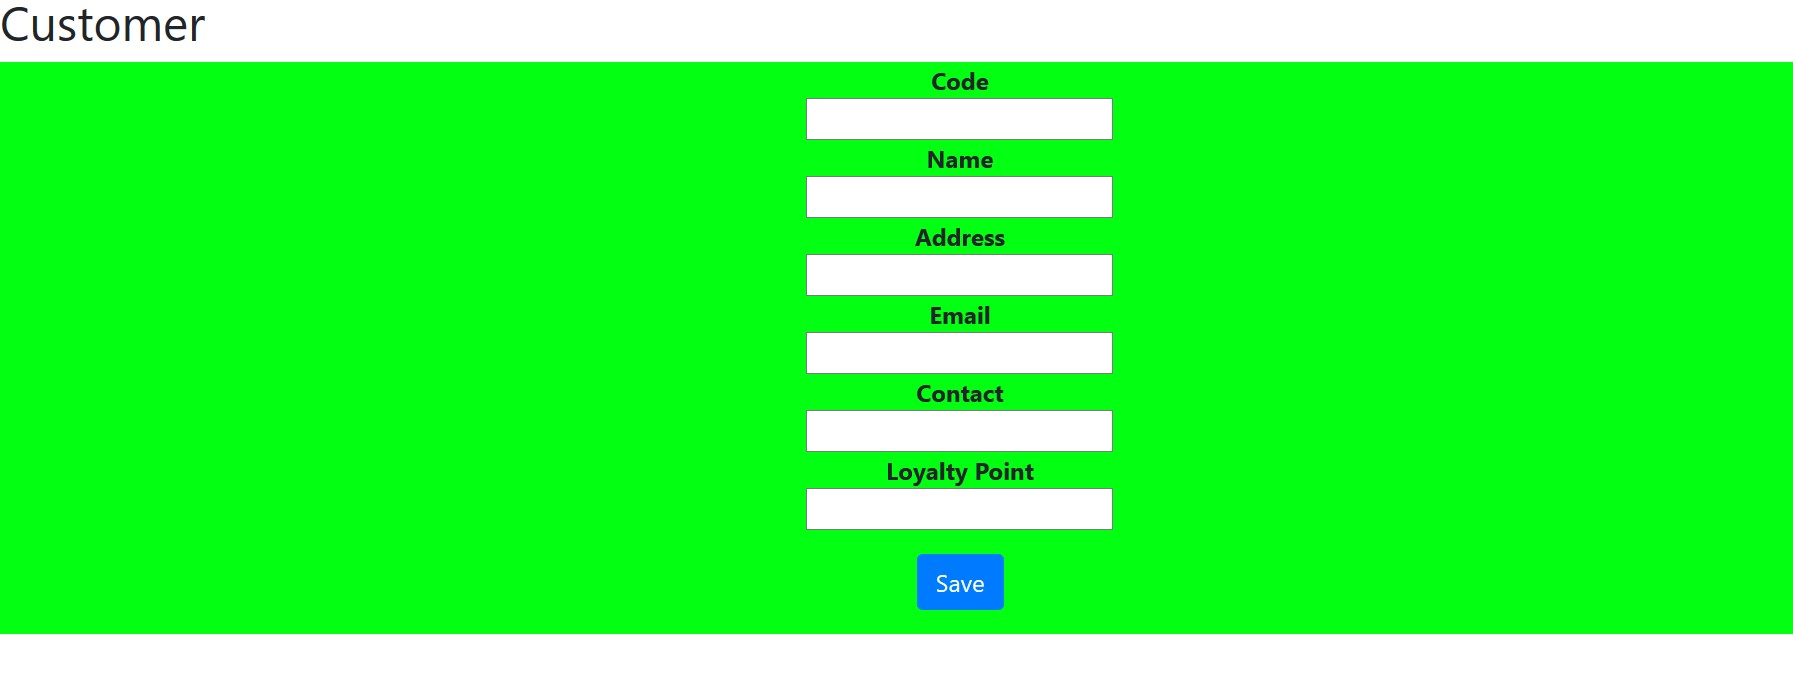 Customer
Code
Name
Address
Email
Contact
Loyalty Point
Save